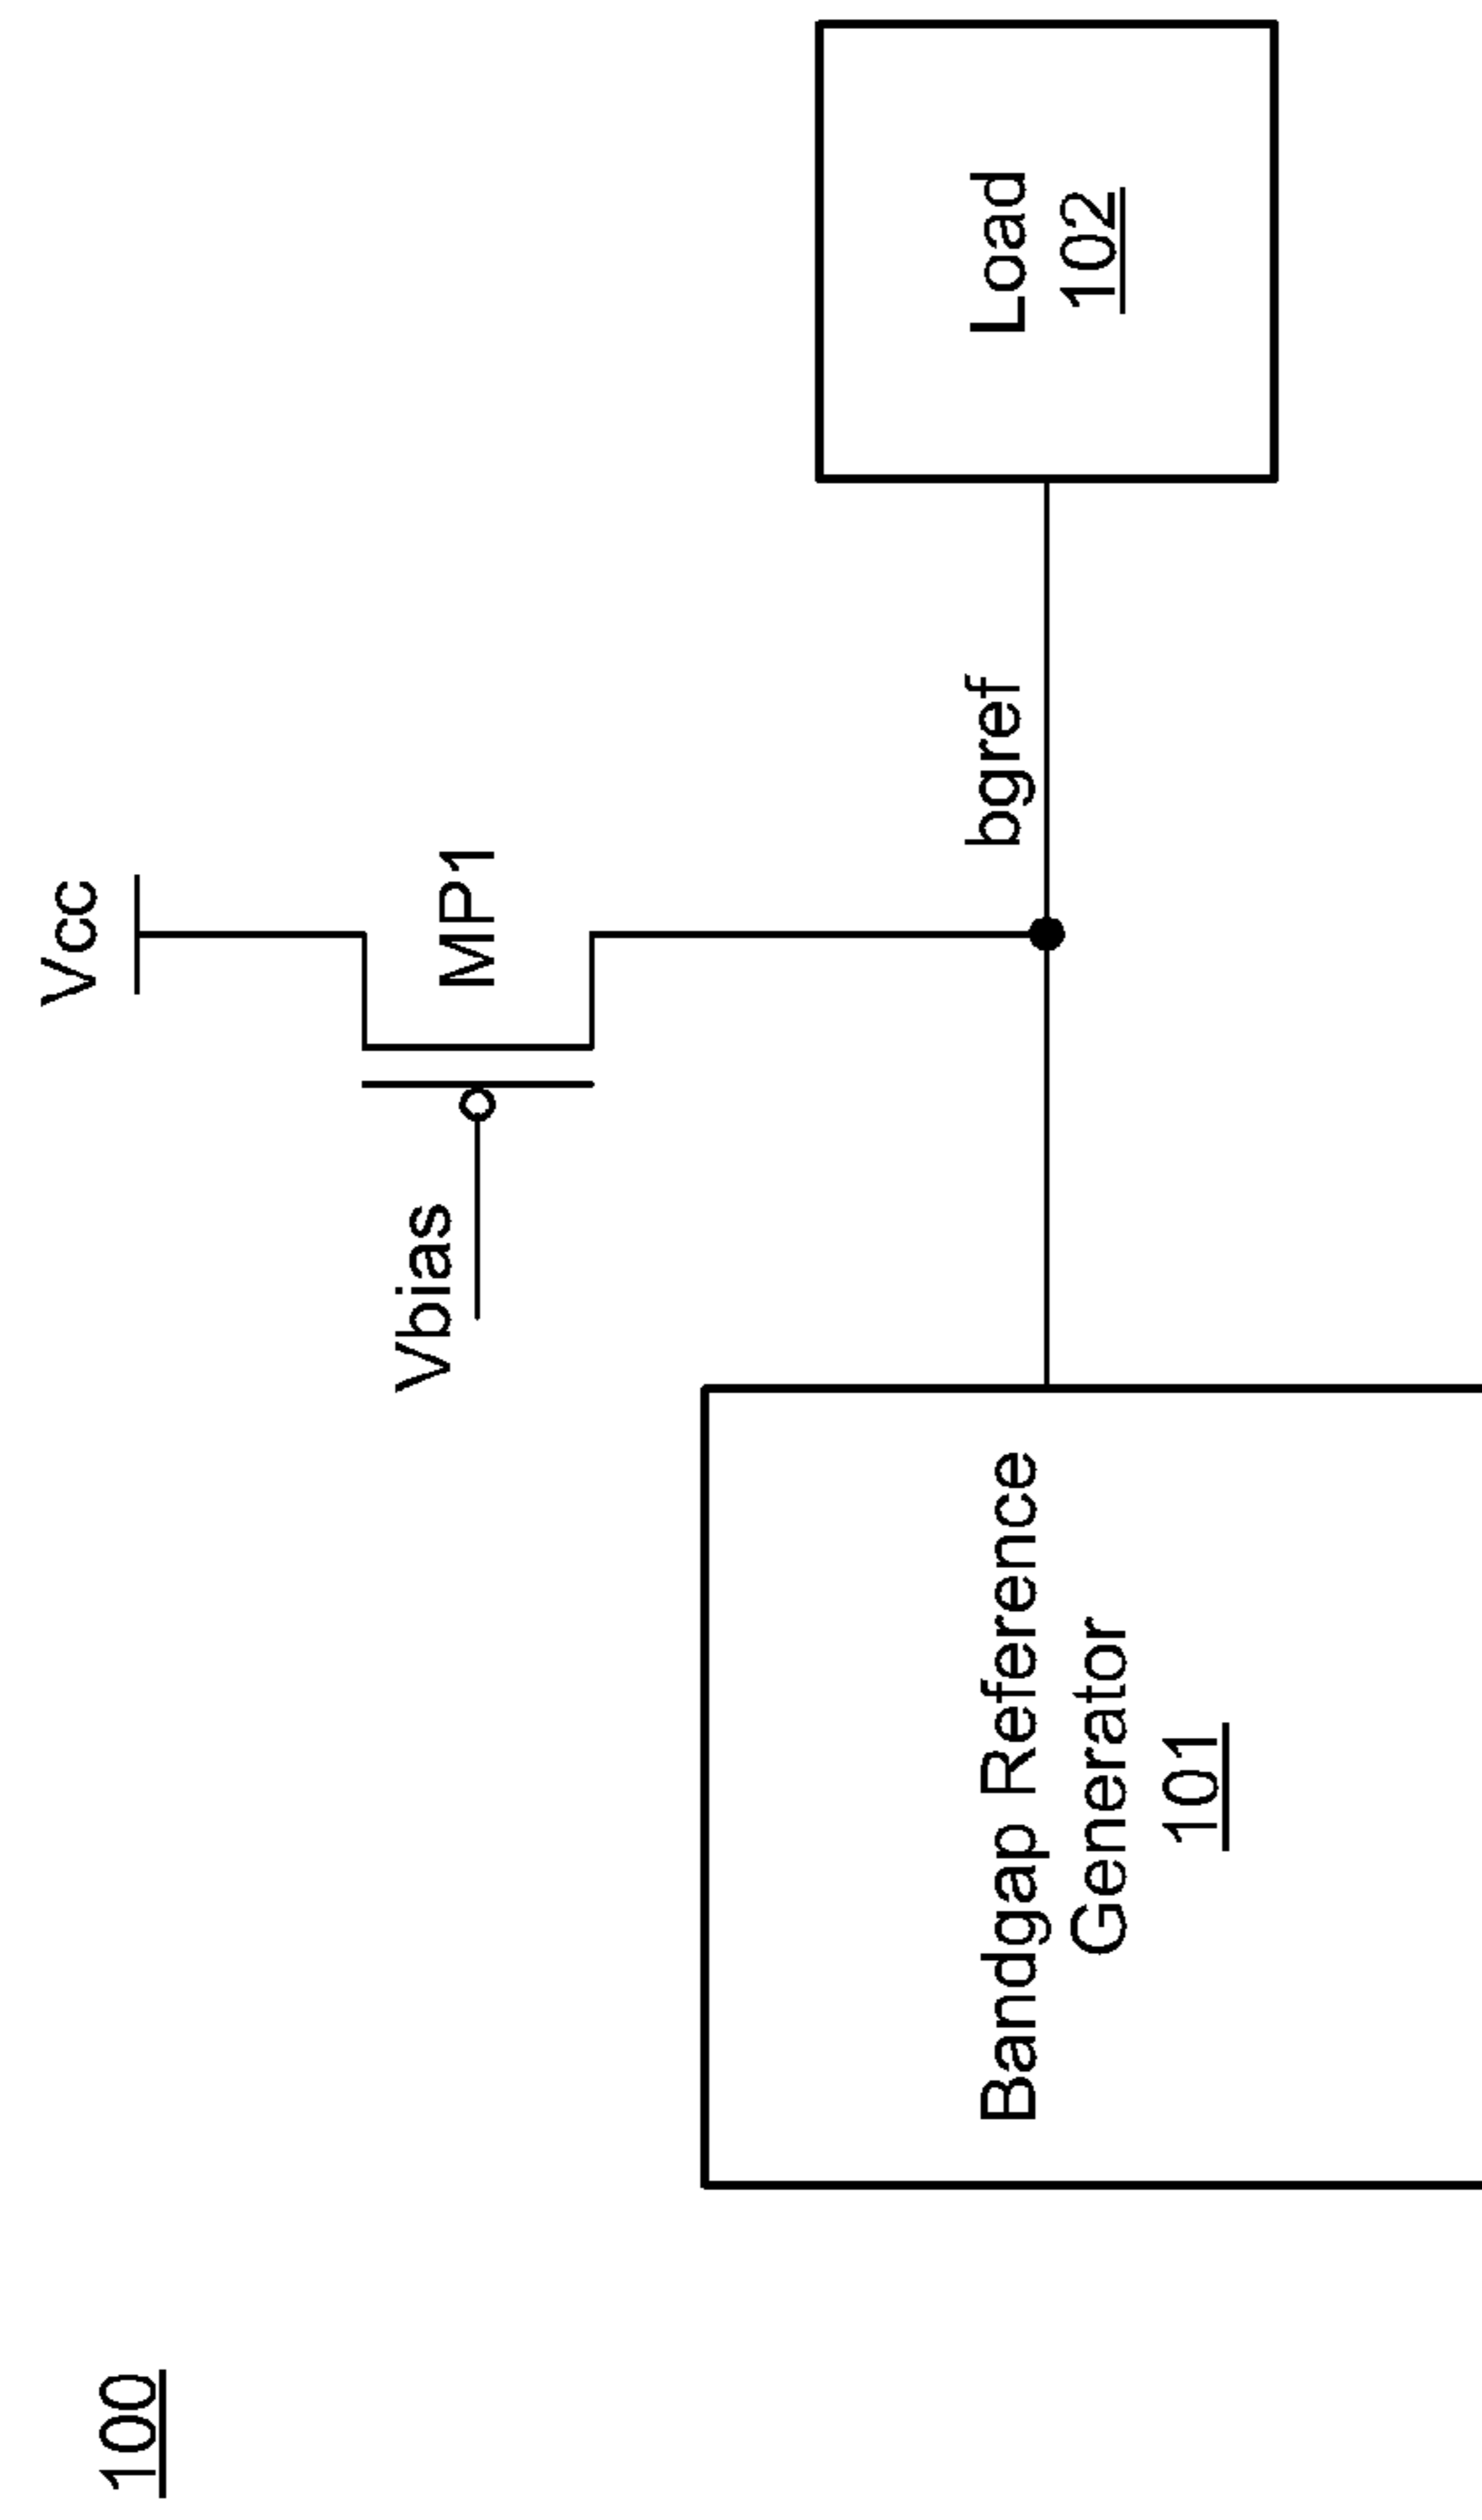 100
Vcc
Vbias
MP1
bgref
Bandgap Reference
Generator
101
Load
102